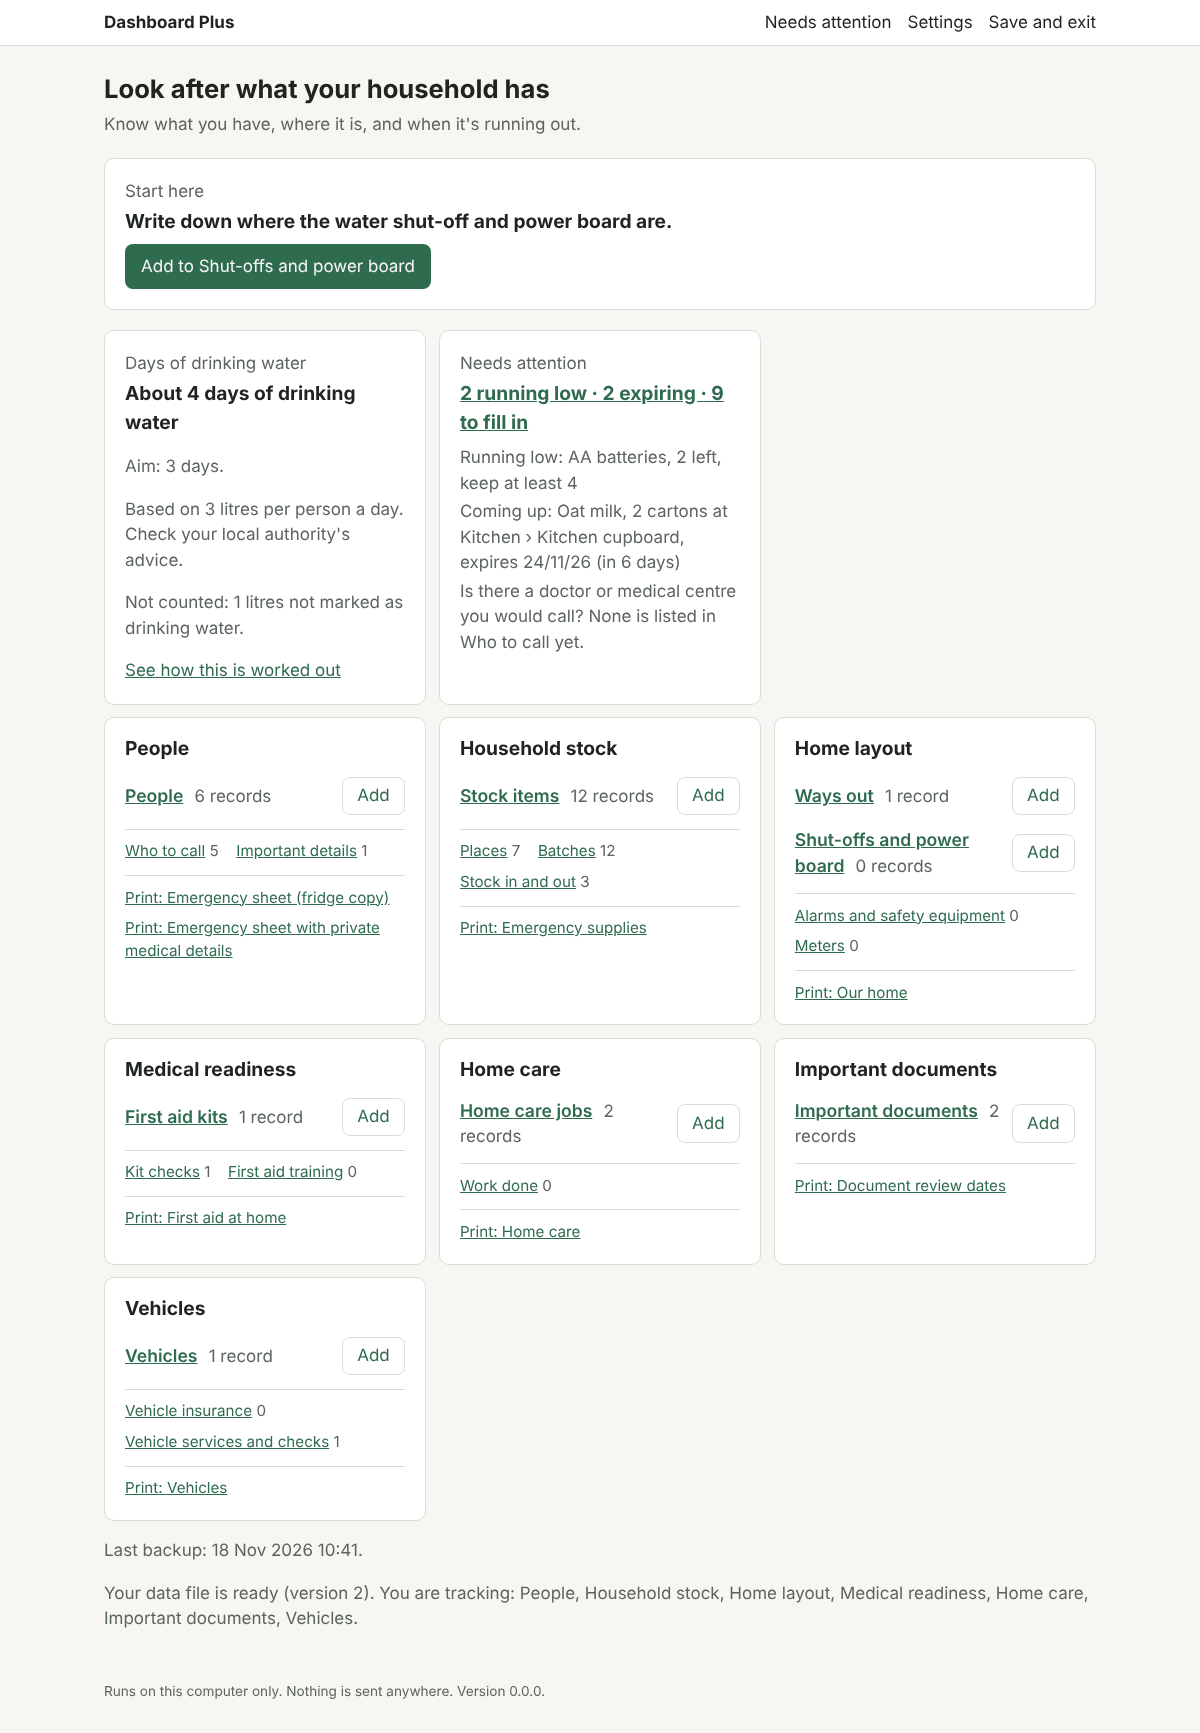 Dashboard Plus
Needs attention Settings Save and exit
Look after what your household has
Know what you have, where it is, and when it's running out.
Start here
Write down where the water shut-off and power board are.
Add to Shut-offs and power board
Days of drinking water
About 4 days of drinking
water
Aim: 3 days.
Based on 3 litres per person a day.
Check your local authority's
advice.
Not counted: 1 litres not marked as
drinking water.
See how this is worked out
Needs attention
2 running low · 2 expiring · 9
to fill in
Running low: AA batteries, 2 left,
keep at least 4
Coming up: Oat milk, 2 cartons at
Kitchen › Kitchen cupboard,
expires 24/11/26 (in 6 days)
Is there a doctor or medical centre
you would call? None is listed in
Who to call yet.
People
People 6 records Add
Who to call 5 Important details 1
Print: Emergency sheet (fridge copy)
Print: Emergency sheet with private
medical details
Household stock
Stock items 12 records Add
Places 7 Batches 12
Stock in and out 3
Print: Emergency supplies
Home layout
Ways out 1 record Add
Shut-offs and power
board 0 records Add
Alarms and safety equipment 0
Meters 0
Print: Our home
Medical readiness
First aid kits 1 record Add
Kit checks 1 First aid training 0
Print: First aid at home
Home care
Home care jobs 2
records Add
Work done 0
Print: Home care
Important documents
Important documents 2
records Add
Print: Document review dates
Vehicles
Vehicles 1 record Add
Vehicle insurance 0
Vehicle services and checks 1
Print: Vehicles
Last backup: 18 Nov 2026 10:41.
Your data file is ready (version 2). You are tracking: People, Household stock, Home layout, Medical readiness, Home care,
Important documents, Vehicles.
Runs on this computer only. Nothing is sent anywhere. Version 0.0.0.